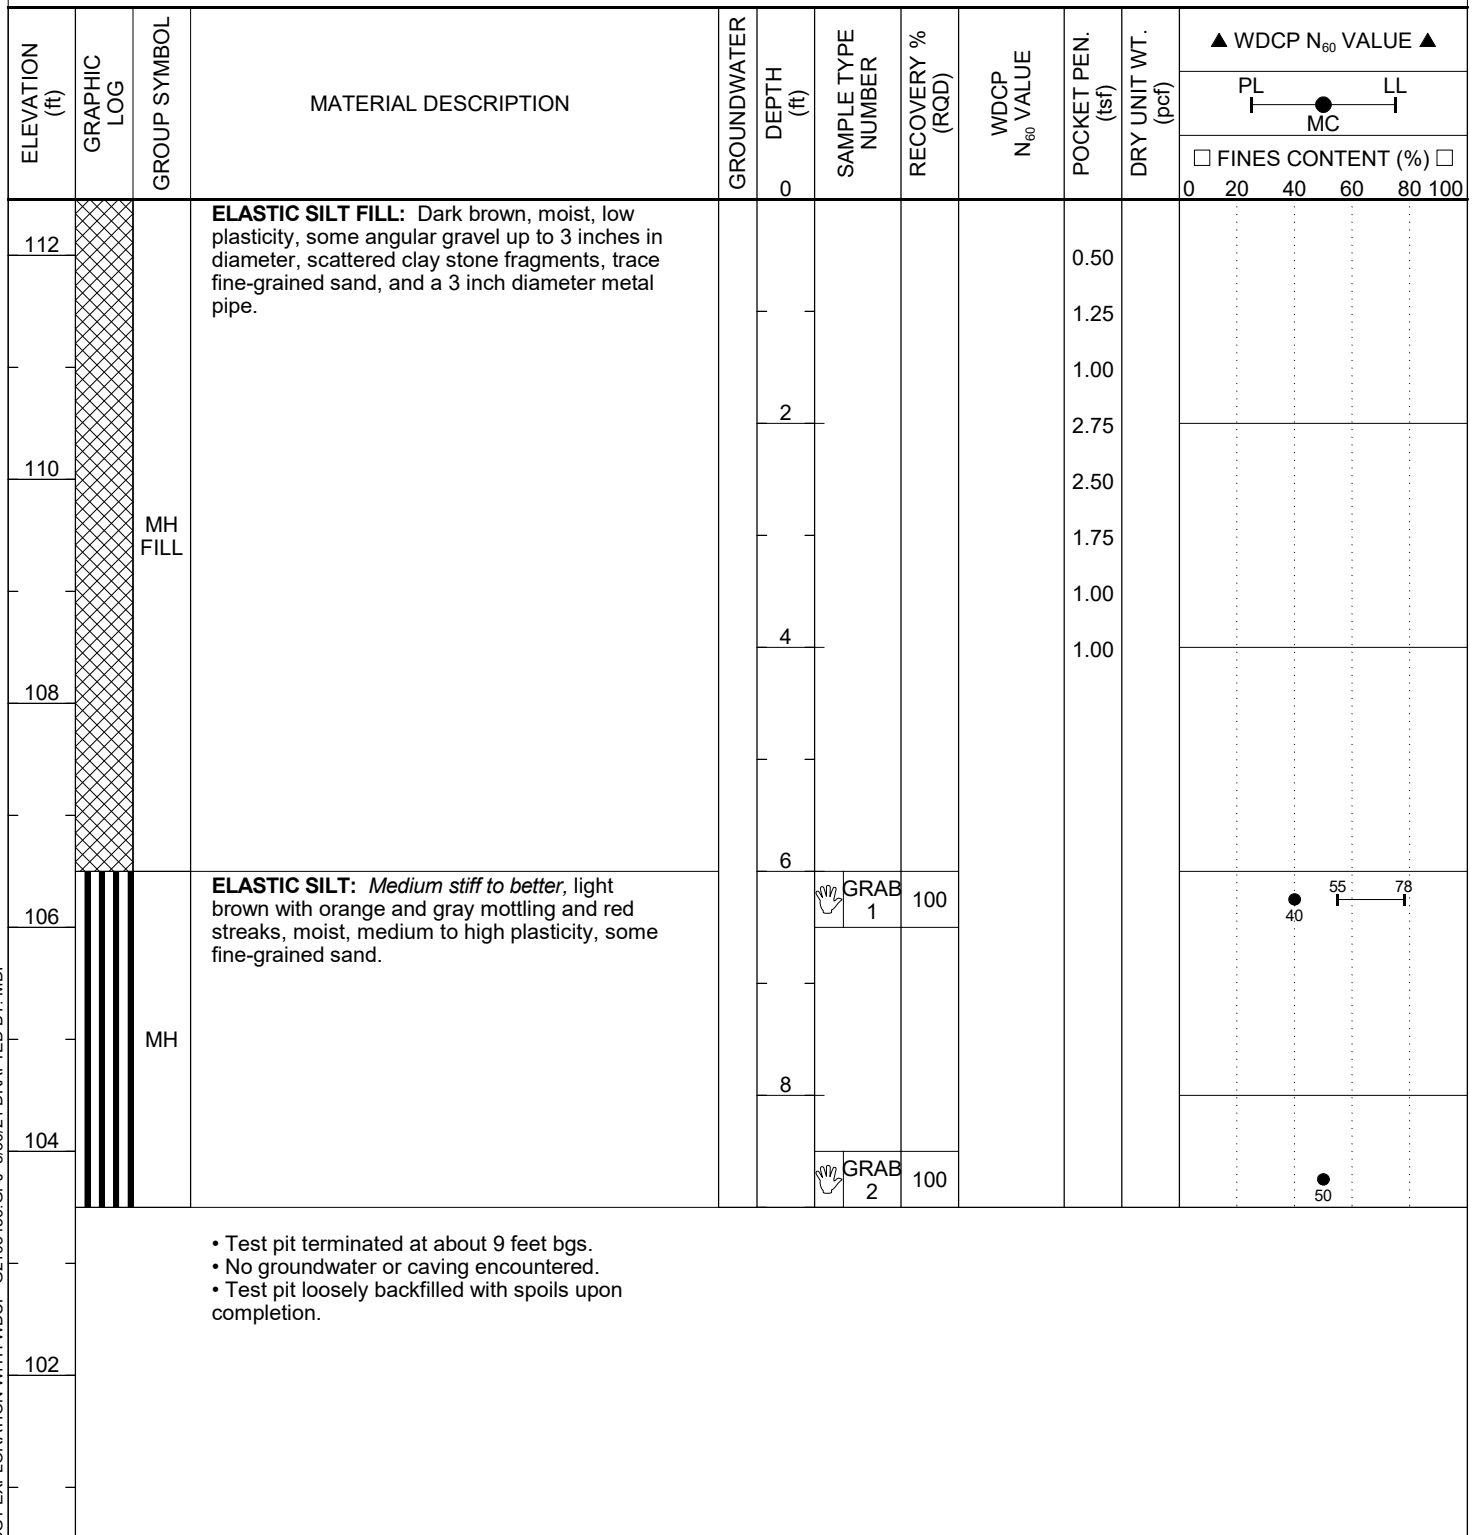 ELEVATION
(ft)
GRAPHIC
LOG
GROUP SYMBOL
MATERIAL DESCRIPTION
GROUNDWATER
DEPTH
(ft)
0
SAMPLE TYPE
NUMBER
RECOVERY %
(RQD)
WDCP
N60 VALUE
POCKET PEN.
(tsf)
DRY UNIT WT.
(pcf)
▲ WDCP N60 VALUE ▲
PL LL
MC
□ FINES CONTENT (%) □
0 20 40 60 80 100
ELASTIC SILT FILL: Dark brown, moist, low
plasticity, some angular gravel up to 3 inches in
diameter, scattered clay stone fragments, trace
fine-grained sand, and a 3 inch diameter metal
pipe.
112
0.50
1.25
1.00
2
2.75
110
2.50
MH
FILL
1.75
1.00
4
1.00
108
6
ELASTIC SILT: Medium stiff to better, light
brown with orange and gray mottling and red
streaks, moist, medium to high plasticity, some
fine-grained sand.
GRAB
1
100
55 78
40
106
MH
8
104
GRAB
2
100
50
• Test pit terminated at about 9 feet bgs.
• No groundwater or caving encountered.
• Test pit loosely backfilled with spoils upon
completion.
102